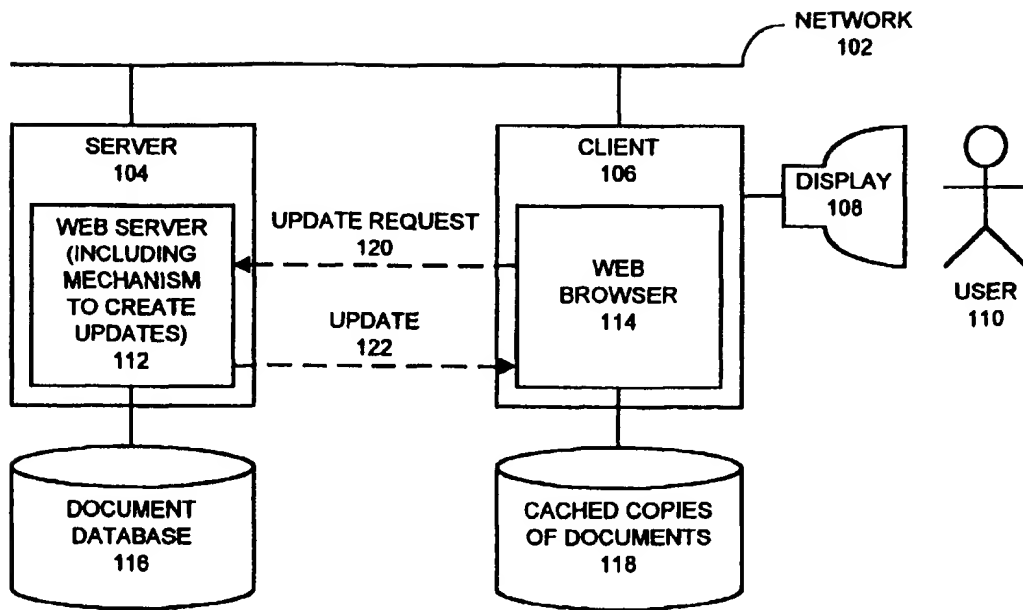 NETWORK
102
SERVER
104
CLIENT
106
DISPLAY
108
WEB SERVER
(INCLUDING
MECHANISM
TO CREATE
UPDATES)
112
UPDATE REQUEST
120
UPDATE
122
WEB
BROWSER
114
USER
110
DOCUMENT
DATABASE
116
CACHED COPIES
OF DOCUMENTS
118